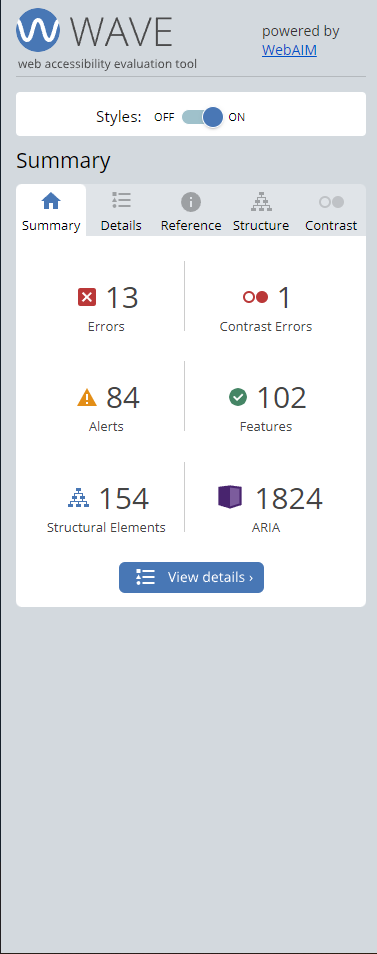 WAVE
web accessibility evaluation tool
powered by
WebAIM
Styles: OFF ON
Summary
Summary Details Reference Structure Contrast
13
Errors
1
Contrast Errors
84
Alerts
102
Features
154
Structural Elements
1824
ARIA
View details ›